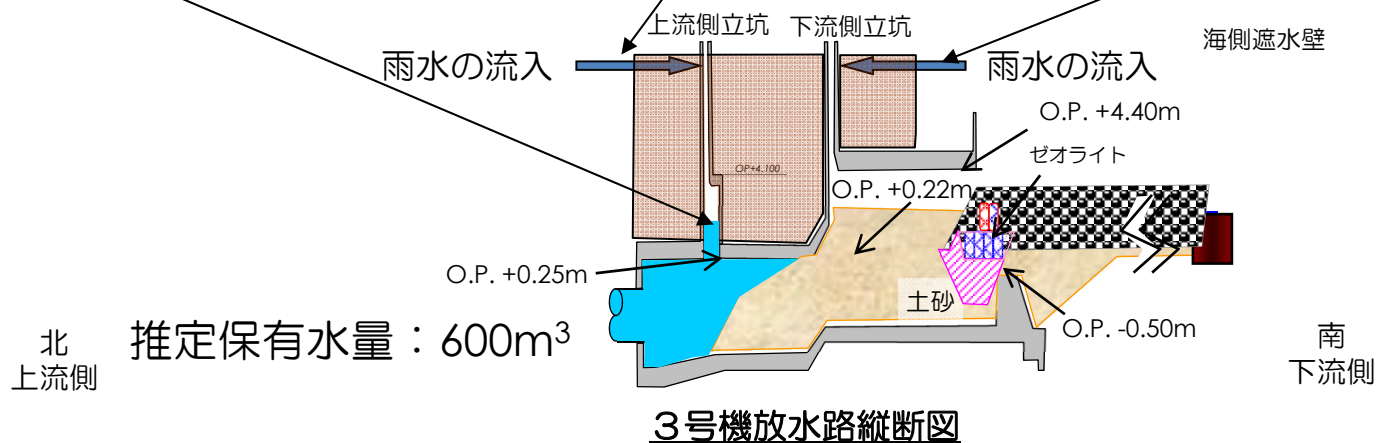 上流側立坑 下流側立坑
海側遮水壁
雨水の流入 雨水の流入
O.P. +4.40m
ゼオライト
OP+4.100
O.P. +0.22m
O.P. +0.25m
土砂
O.P. -0.50m
推定保有水量：600m³
北
上流側
南
下流側
３号機放水路縦断図